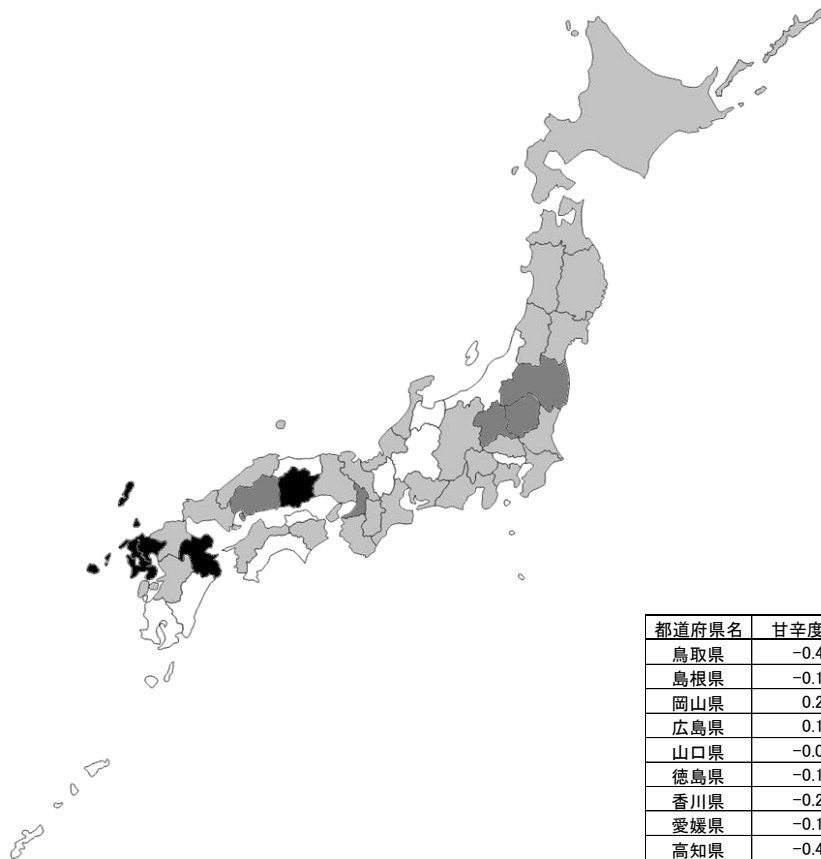 都道府県名 甘辛度
鳥取県 -0.4
島根県 -0.1
岡山県 0.2
広島県 0.1
山口県 -0.0
徳島県 -0.1
香川県 -0.2
愛媛県 -0.1
高知県 -0.4